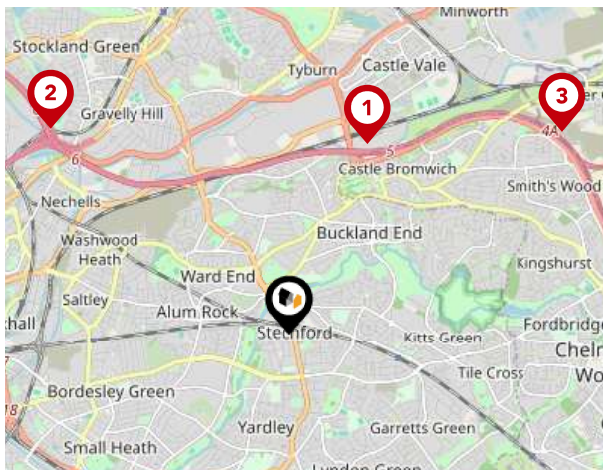 Minworth
Stockland Green
Castle Vale
Tyburn
2
1
3
Gravelly Hill
4A
5
6
Castle Bromwich
Smith's Wood
Nechells
Buckland End
Washwood
Heath
Kingshurst
Ward End
Saltley
Alum Rock
Stechford
Fordbridge
Kitts Green
Chelm
Wo
Tile Cross
Bordesley Green
Yardley
Garretts Green
Small Heath